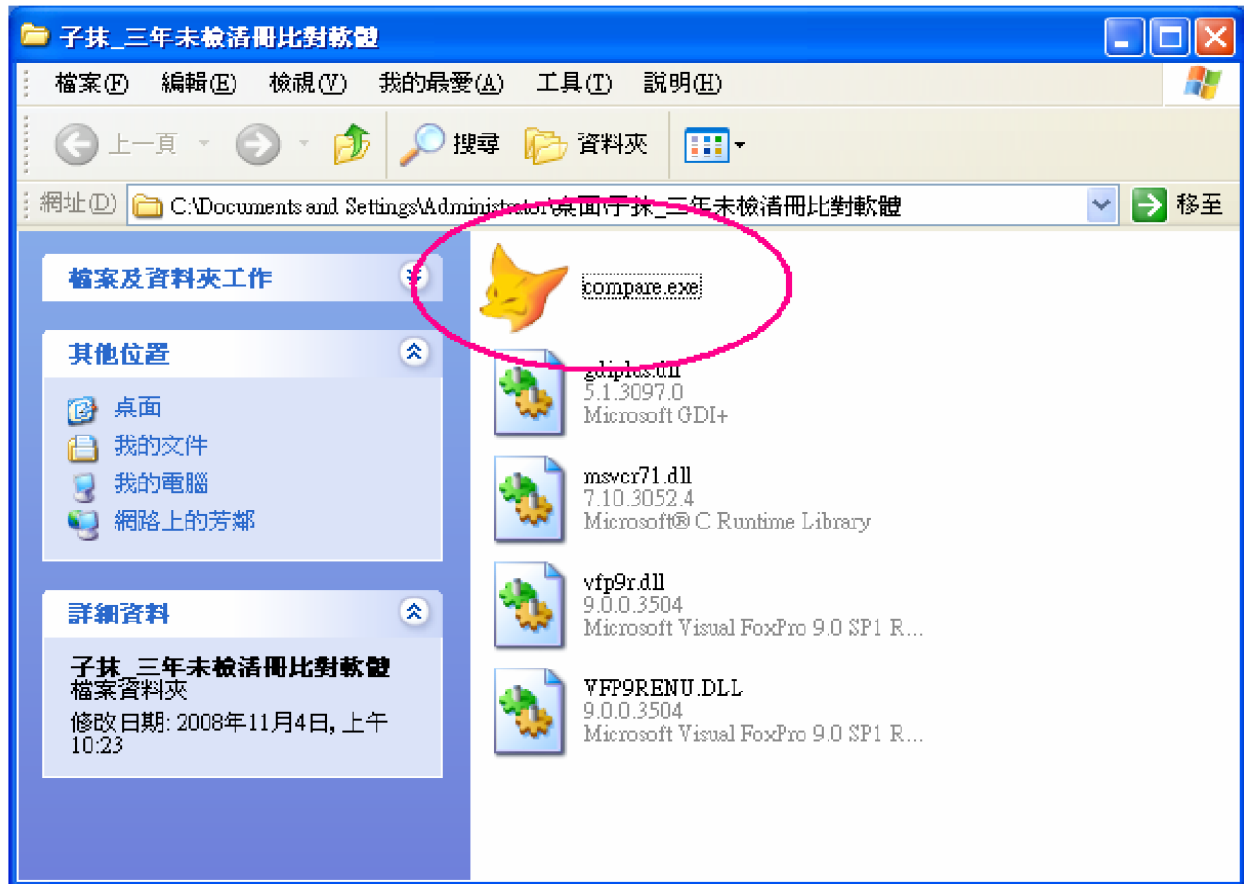 子抹_三年未檢清冊比對軟體
檔案(F) 編輯(E) 檢視(V) 我的最愛(A) 工具(T) 說明(H)
上一頁 搜尋 資料夾
網址(D) C:\Documents and Settings\Administrator\桌面\子抹_三年未檢清冊比對軟體 移至
檔案及資料夾工作
其他位置
桌面
我的文件
我的電腦
網路上的芳鄰
詳細資料
子抹_三年未檢清冊比對軟體
檔案資料夾
修改日期: 2008年11月4日, 上午
10:23
compare.exe
gdiplus.dll
5.1.3097.0
Microsoft GDI+
msvcr71.dll
7.10.3052.4
Microsoft® C Runtime Library
vfp9r.dll
9.0.0.3504
Microsoft Visual FoxPro 9.0 SP1 R...
VFP9RENU.DLL
9.0.0.3504
Microsoft Visual FoxPro 9.0 SP1 R...